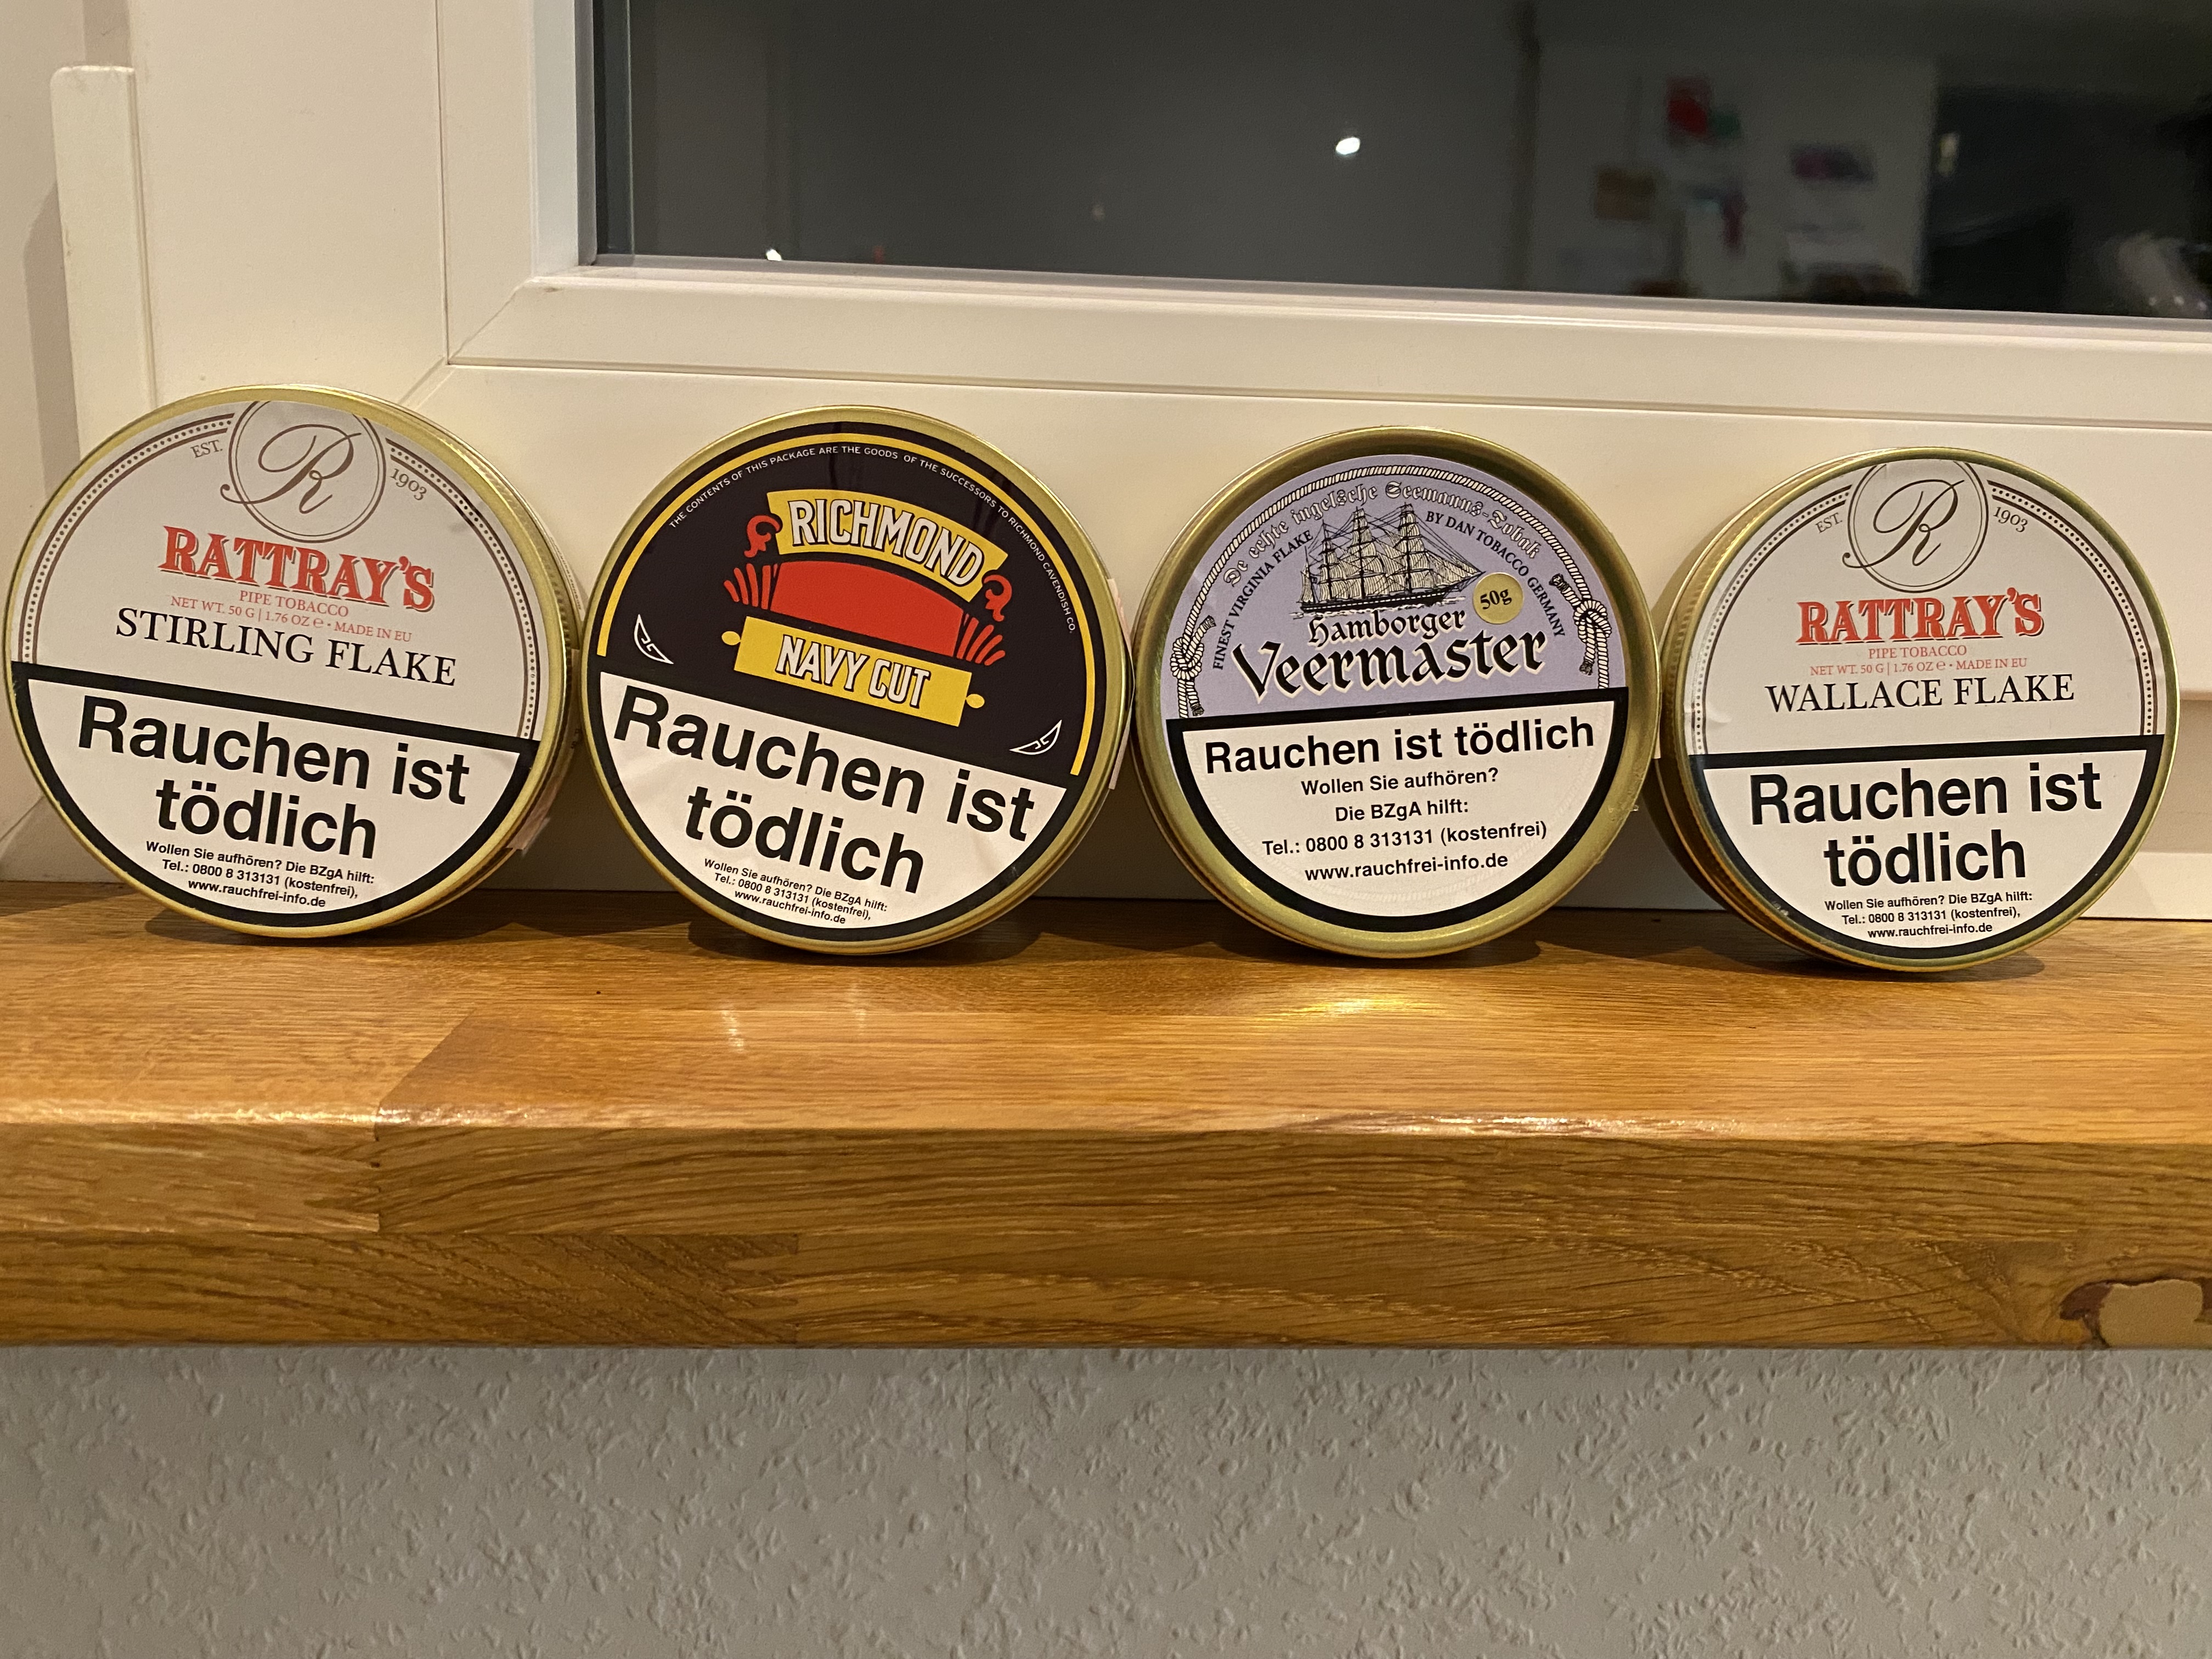 EST. R 1903
RATTRAY'S
PIPE TOBACCO
NET WT. 50 G | 1.76 OZ ℮ · MADE IN EU
STIRLING FLAKE
Rauchen ist
tödlich
Wollen Sie aufhören? Die BZgA hilft:
Tel.: 0800 8 313131 (kostenfrei),
www.rauchfrei-info.de
THE CONTENTS OF THIS PACKAGE ARE THE GOODS OF THE SUCCESSORS TO RICHMOND CAVENDISH CO.
RICHMOND
NAVY CUT
Rauchen ist
tödlich
Wollen Sie aufhören? Die BZgA hilft:
Tel.: 0800 8 313131 (kostenfrei),
www.rauchfrei-info.de
De echte ingelsche Seemanns-Tobak
FINEST VIRGINIA FLAKE
BY DAN TOBACCO GERMANY
50g
Hamborger
Veermaster
Rauchen ist tödlich
Wollen Sie aufhören?
Die BZgA hilft:
Tel.: 0800 8 313131 (kostenfrei)
www.rauchfrei-info.de
EST. R 1903
RATTRAY'S
PIPE TOBACCO
NET WT. 50 G | 1.76 OZ ℮ · MADE IN EU
WALLACE FLAKE
Rauchen ist
tödlich
Wollen Sie aufhören? Die BZgA hilft:
Tel.: 0800 8 313131 (kostenfrei),
www.rauchfrei-info.de